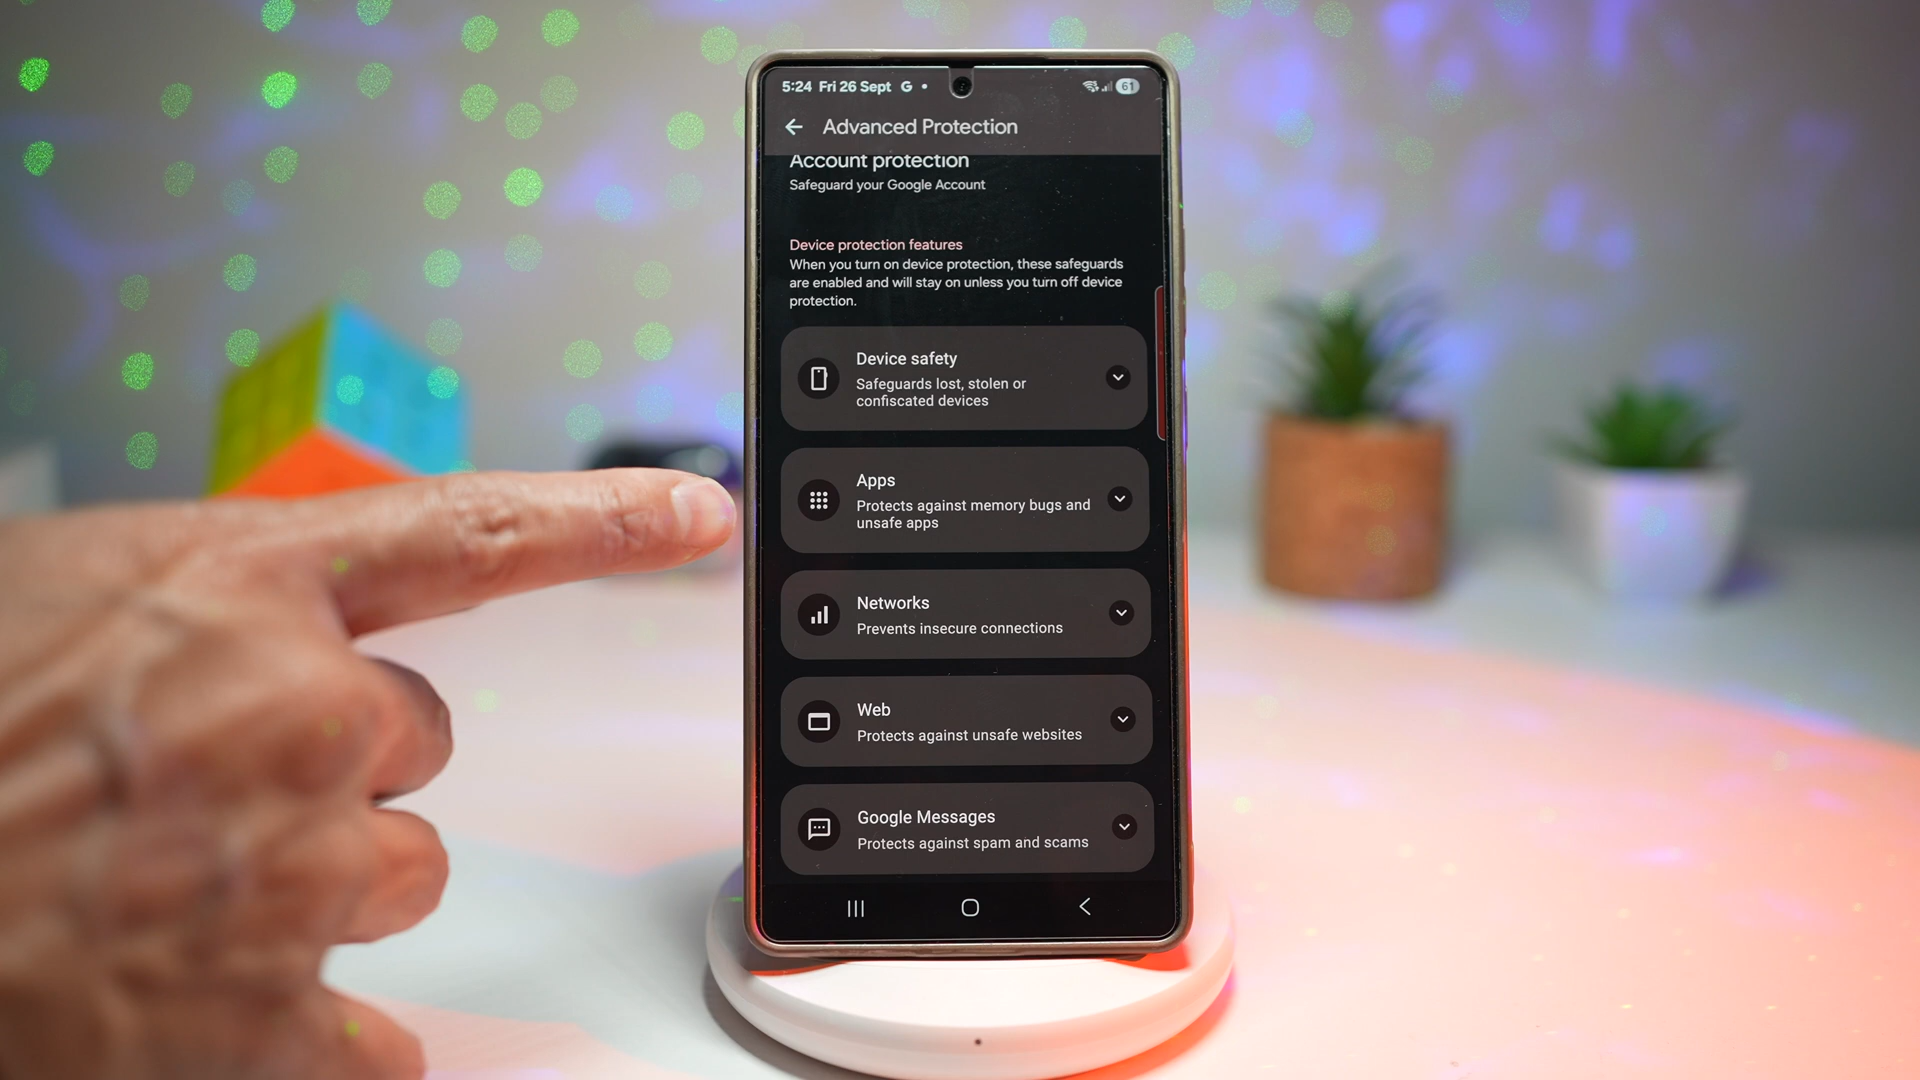 5:24 Fri 26 Sept G • 61
Advanced Protection
Account protection
Safeguard your Google Account
Device protection features
When you turn on device protection, these safeguards
are enabled and will stay on unless you turn off device
protection.
Device safety
Safeguards lost, stolen or
confiscated devices
Apps
Protects against memory bugs and
unsafe apps
Networks
Prevents insecure connections
Web
Protects against unsafe websites
Google Messages
Protects against spam and scams